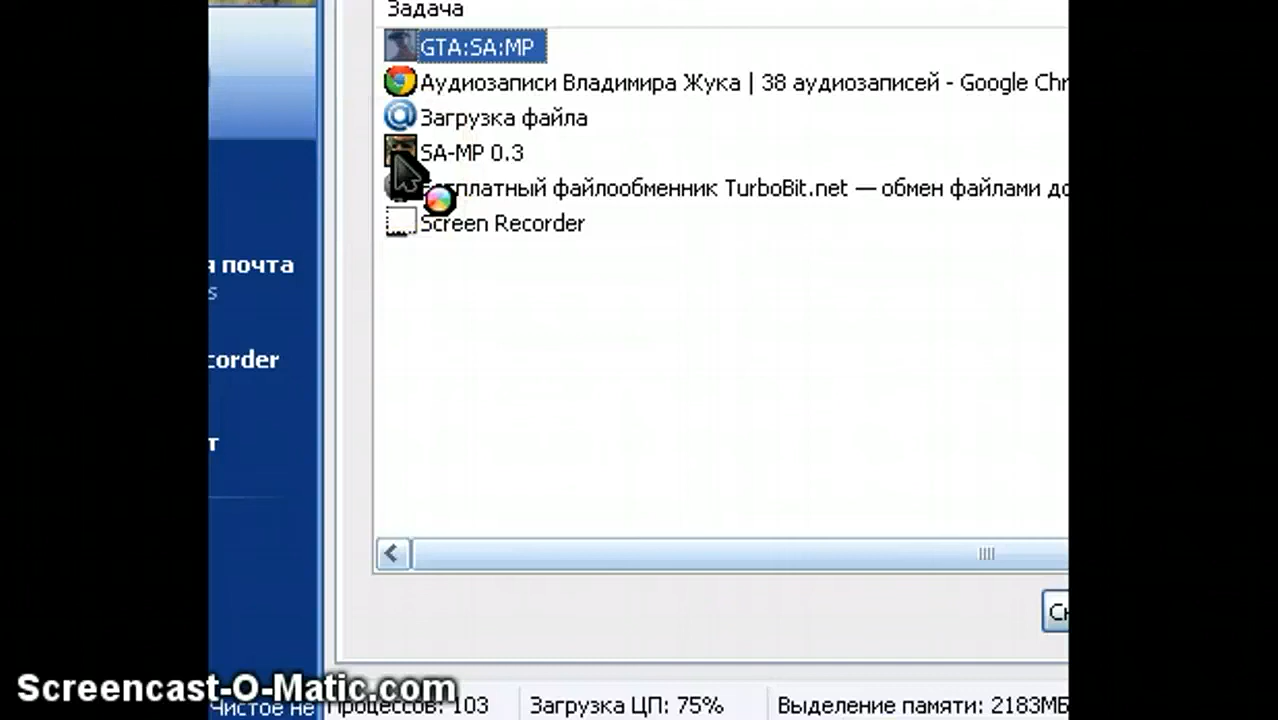 Задача
GTA:SA:MP
Аудиозаписи Владимира Жука | 38 аудиозаписей - Google Chr
Загрузка файла
SA-MP 0.3
есплатный файлообменник TurboBit.net — обмен файлами до
Screen Recorder
я почта
s
corder
т
Ск
Screencast-O-Matic.com
Чистое не
Процессов: 103
Загрузка ЦП: 75%
Выделение памяти: 2183МБ